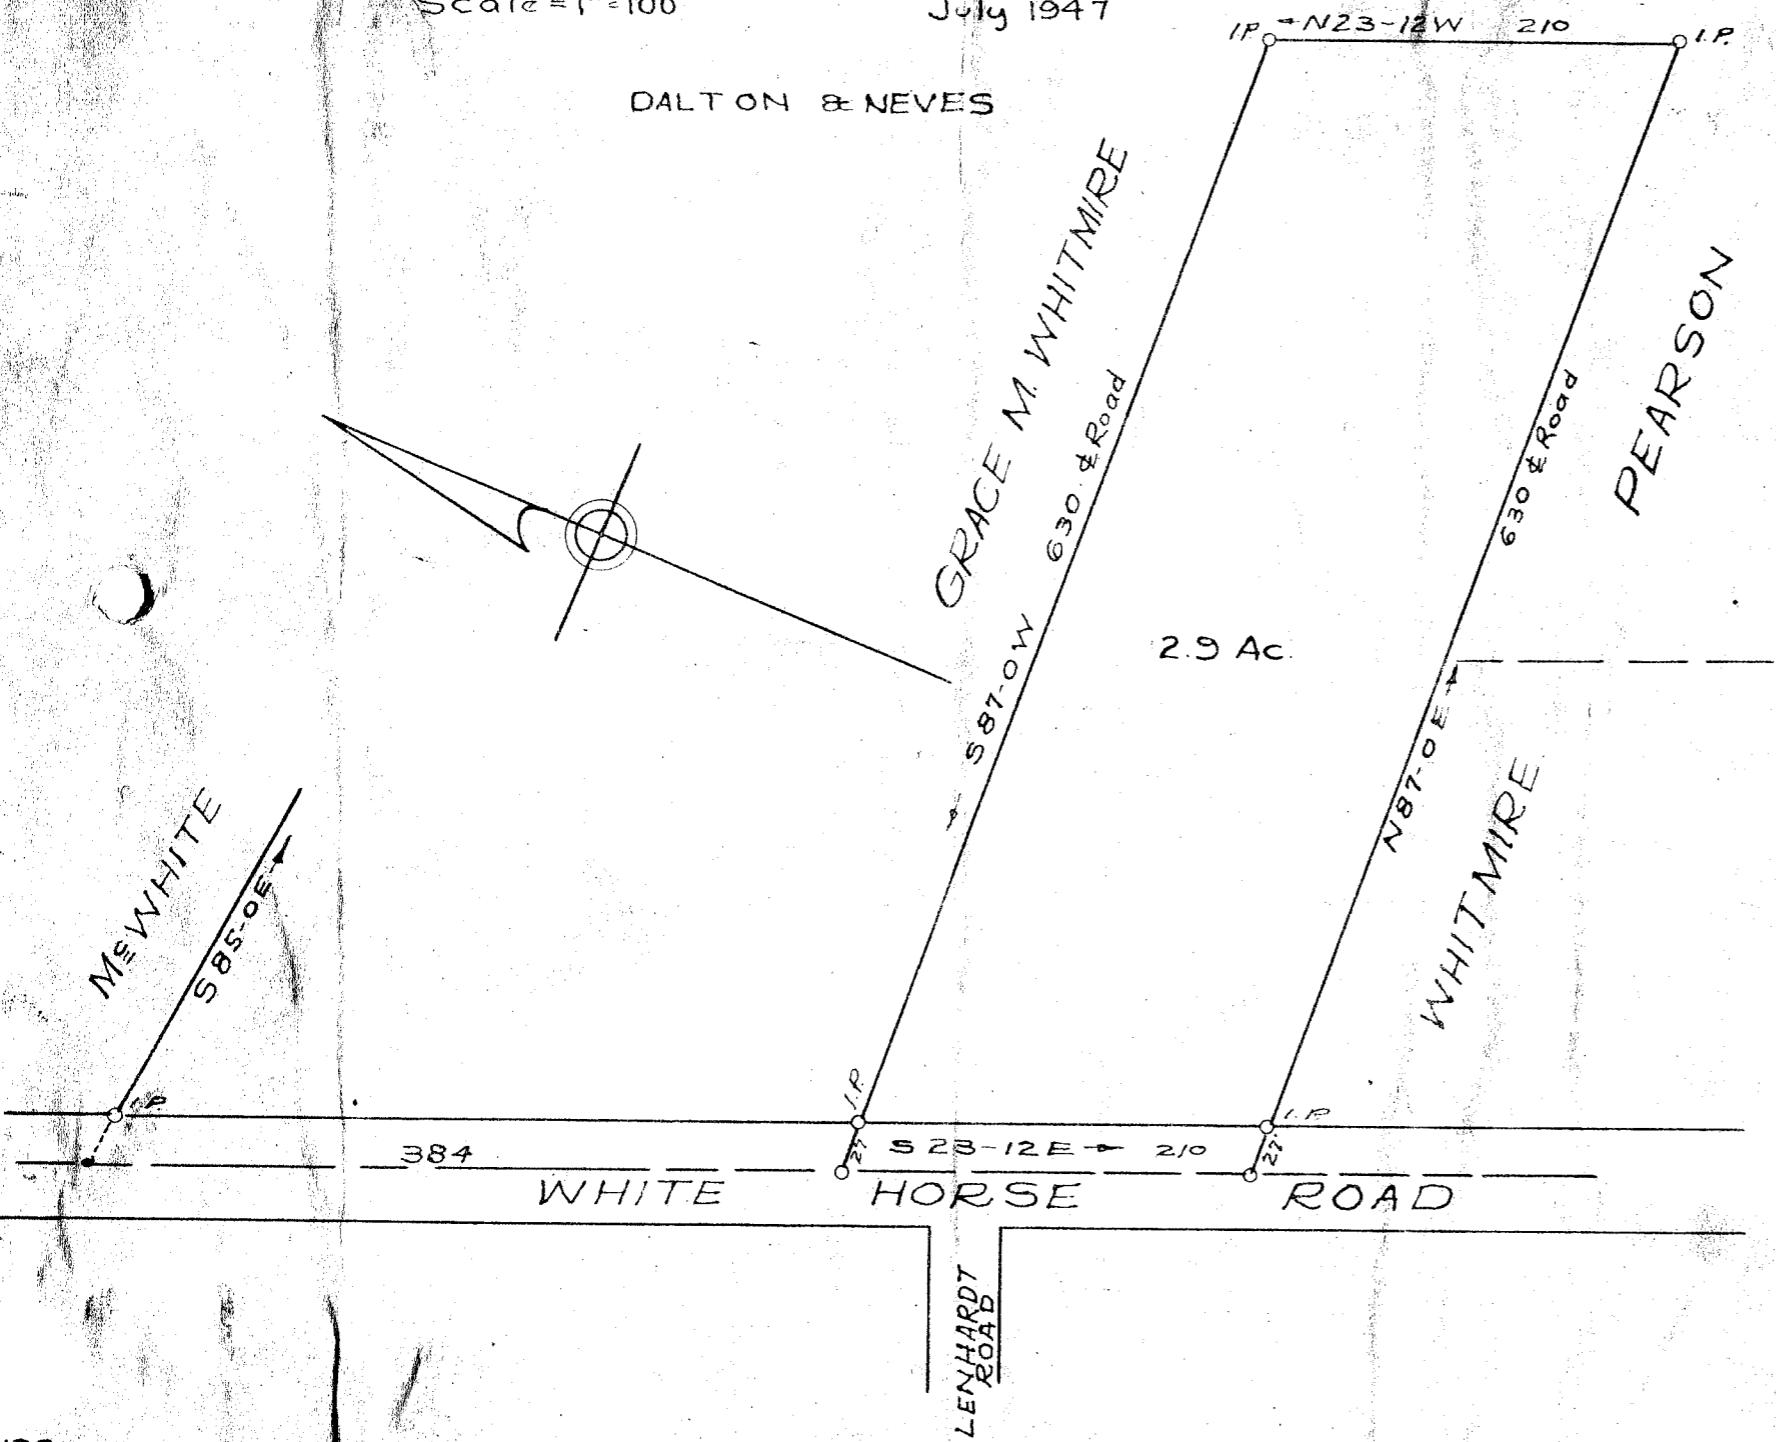 Scale = 1" = 100'
July 1947
I.P.
N23-12W 210
I.P.
DALTON & NEVES
GRACE M. WHITMIRE
630 ℄ Road
S87-0W
2.9 Ac.
630 ℄ Road
N87-0E
PEARSON
WHITMIRE
McWHITE
S85-0E
I.P.
I.P.
I.P.
384
27
S23-12E 210
27
WHITE HORSE ROAD
LENHARDT
ROAD